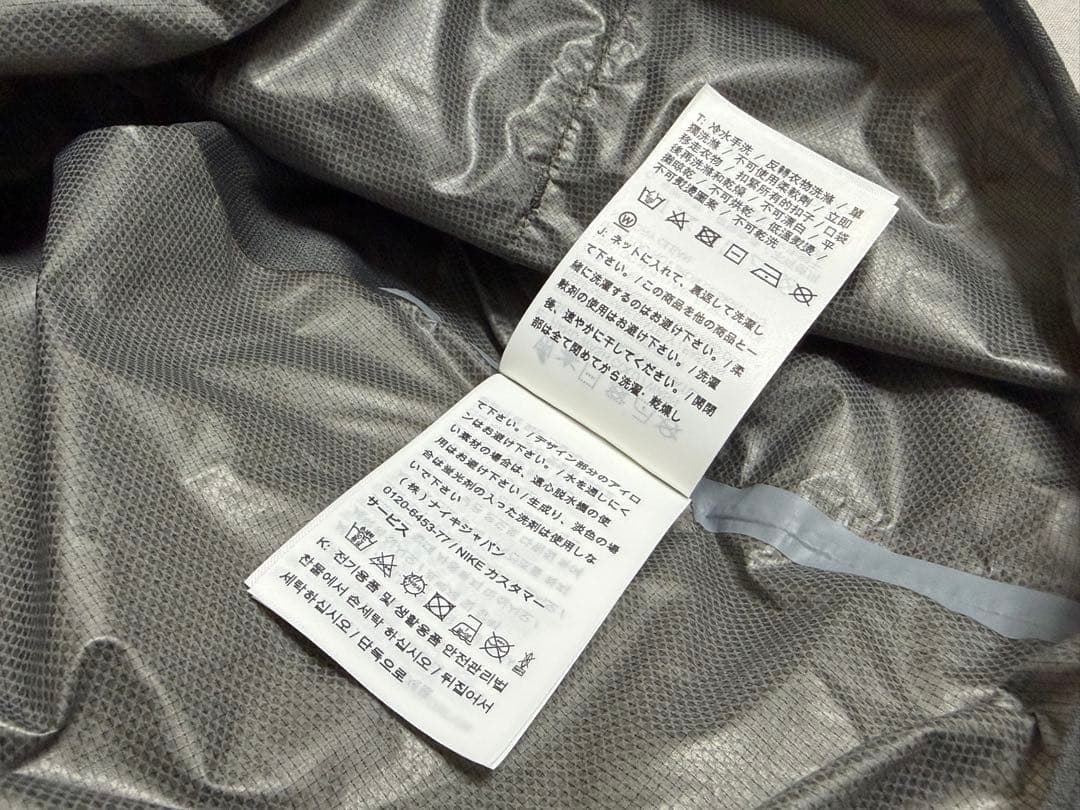 T: 冷水手洗 / 反轉衣物洗滌 / 單
獨洗滌 / 不可使用柔軟劑 / 立即
移走衣物 / 扣緊所有的扣子 / 口袋
後再洗滌和乾燥 / 不可漂白 / 平
攤晾乾 / 不可烘乾 / 低溫熨燙 /
不可熨燙圖案 / 不可乾洗
W
J: ネットに入れて、裏返して洗濯し
て下さい。/この商品を他の商品と一
緒に洗濯するのはお避け下さい。/柔
軟剤の使用はお避け下さい。/洗濯
後、速やかに干してください。/開閉
部は全て閉めてから洗濯、乾燥し
て下さい。/デザイン部分のアイロ
ンはお避け下さい。/水を通しにく
い素材の場合は、遠心脱水機の使
用はお避け下さい/生成り、淡色の場
合は蛍光剤の入った洗剤は使用しな
いで下さい
(株)ナイキジャパン
0120-6453-77/NIKE カスタマー
サービス
K: 전기용품 및 생활용품 안전관리법
찬물에서 손세탁 하십시오 / 뒤집어서
세탁하십시오 / 단독으로